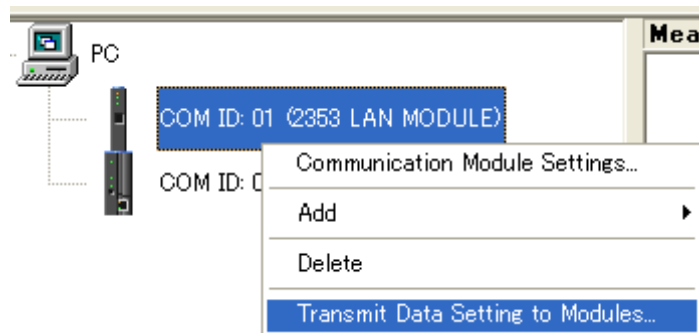 PC
Mea
COM ID: 01 (2353 LAN MODULE)
COM ID: 0
Communication Module Settings...
Add
Delete
Transmit Data Setting to Modules...